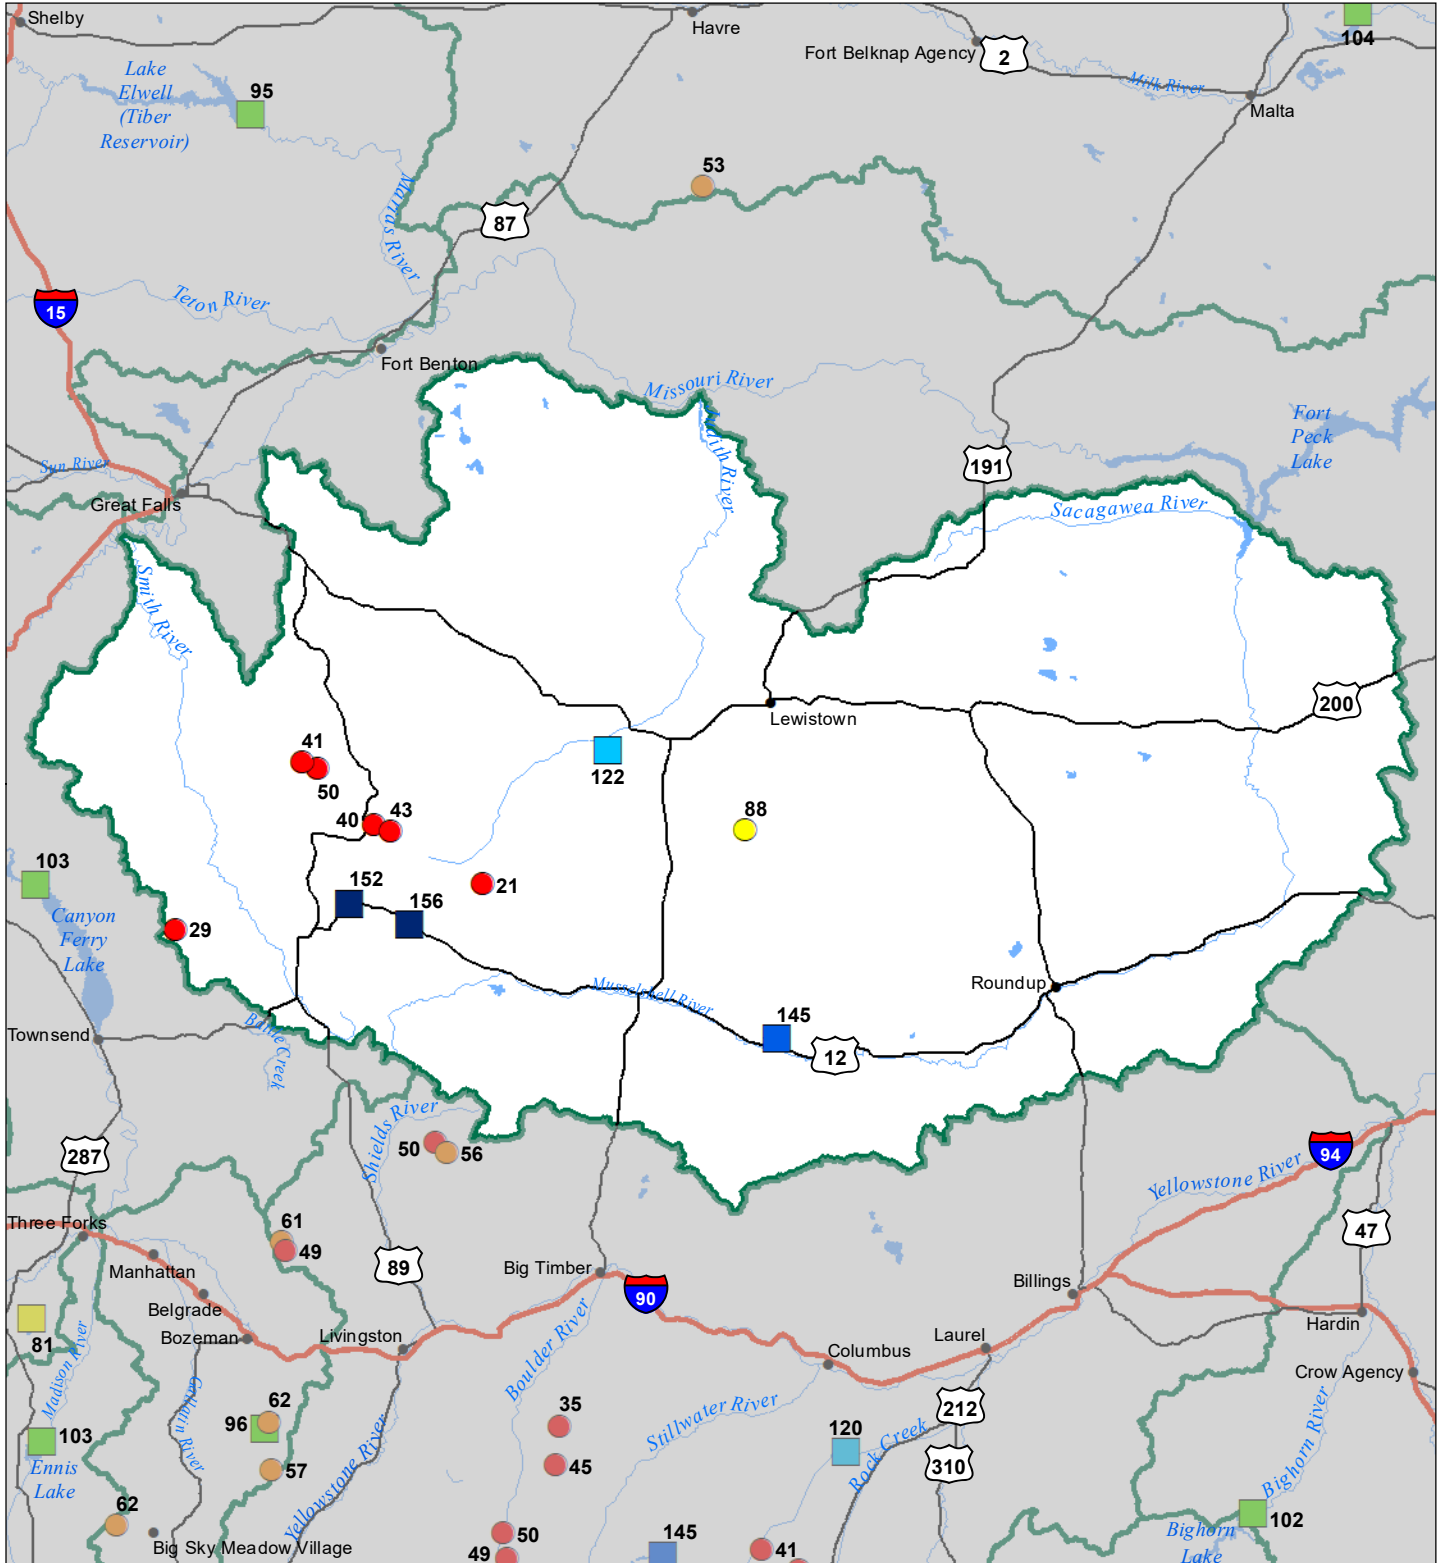 Shelby
Havre
Fort Belknap Agency
2
104
Lake
Elwell
(Tiber
Reservoir)
95
Milk River
Malta
53
Marias River
87
Teton River
15
Fort Benton
Missouri River
Fort
Peck
Lake
Judith River
Sun River
191
Great Falls
Sacagawea River
Smith River
200
Lewistown
41
50
122
40
43
88
103
152
21
156
29
Canyon
Ferry
Lake
Roundup
Musselshell River
145
12
Townsend
Battle Creek
Shields River
50
56
287
94
Yellowstone River
Three Forks
61
49
47
Manhattan
89
Big Timber
90
Billings
Belgrade
Bozeman
Livingston
Laurel
Hardin
81
Madison River
Boulder River
Columbus
Crow Agency
Gallatin River
62
96
35
Stillwater River
212
103
120
Rock Creek
Ennis
Lake
57
45
310
Yellowstone River
Bighorn River
62
50
102
Big Sky Meadow Village
49
145
41
Bighorn
Lake